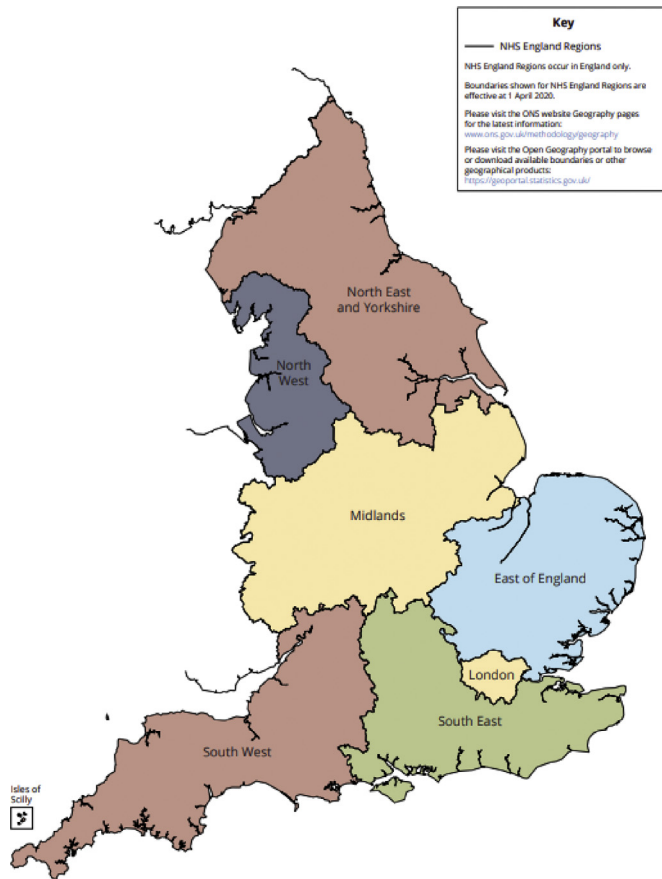 Key
NHS England Regions
NHS England Regions occur in England only.
Boundaries shown for NHS England Regions are
effective at 1 April 2020.
Please visit the ONS website Geography pages
for the latest information:
www.ons.gov.uk/methodology/geography
Please visit the Open Geography portal to browse
or download available boundaries or other
geographical products:
https://geoportal.statistics.gov.uk/
North East
and Yorkshire
North
West
Midlands
East of England
London
South East
South West
Isles of
Scilly